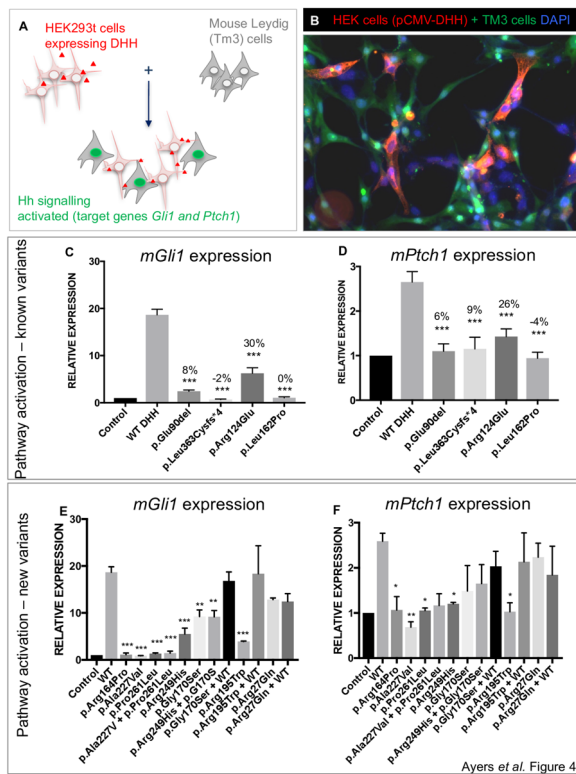 A
HEK293t cells
expressing DHH
Mouse Leydig
(Tm3) cells
+
Hh signalling
activated (target genes Gli1 and Ptch1)
B
HEK cells (pCMV-DHH) + TM3 cells DAPI
Pathway activation – known variants
C
mGli1 expression
RELATIVE EXPRESSION
30
20
10
0
8%
***
-2%
***
30%
***
0%
***
Control
WT DHH
p.Glu90del
p.Leu363Cysfs*4
p.Arg124Glu
p.Leu162Pro
D
mPtch1 expression
RELATIVE EXPRESSION
3
2
1
0
6%
***
9%
***
26%
***
-4%
***
Control
WT DHH
p.Glu90del
p.Leu363Cysfs*4
p.Arg124Glu
p.Leu162Pro
Pathway activation – new variants
E
mGli1 expression
RELATIVE EXPRESSION
30
20
10
0
***
***
***
***
***
**
**
***
Control
WT
p.Arg164Pro
p.Ala227Val
p.Pro261Leu
p.Ala227V + p.Pro261Leu
p.Arg249His
p.Gly170Ser
p.Arg249His + p.G170S
p.Gly170Ser + WT
p.Arg195Trp
p.Arg195Trp + WT
p.Arg27Gln
p.Arg27Gln + WT
F
mPtch1 expression
RELATIVE EXPRESSION
3
2
1
0
*
**
*
*
*
Control
WT
p.Arg164Pro
p.Ala227Val
p.Pro261Leu
p.Ala227Val + p.Pro261Leu
p.Arg249His
p.Gly170Ser
p.Arg249His + p.Gly170Ser
p.Gly170Ser + WT
p.Arg195Trp
p.Arg195Trp + WT
p.Arg27Gln
p.Arg27Gln + WT
Ayers et al. Figure 4